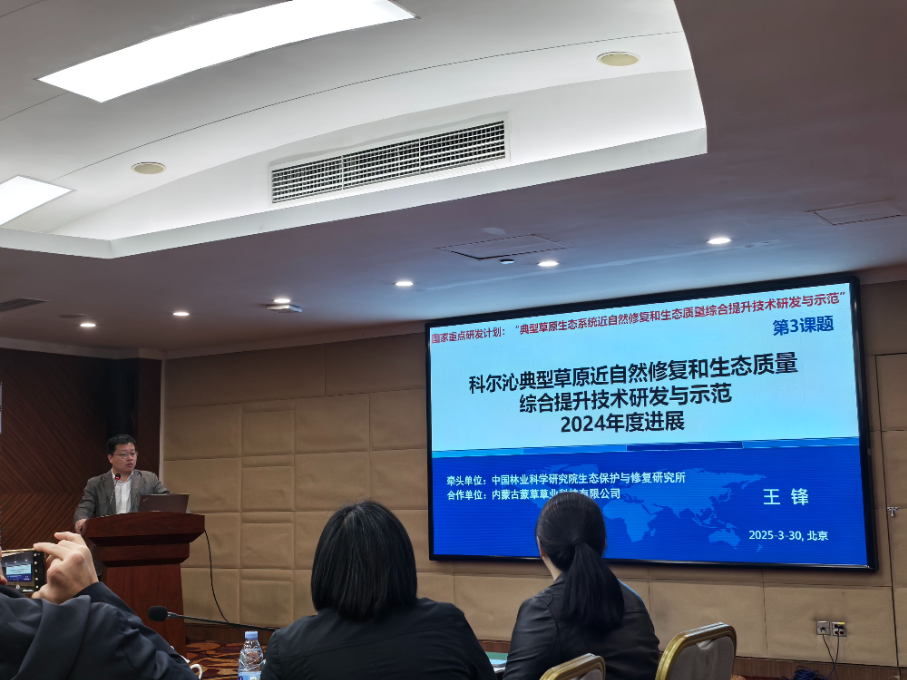 国家重点研发计划：“典型草原生态系统近自然修复和生态质量综合提升技术研发与示范”
第3课题
科尔沁典型草原近自然修复和生态质量
综合提升技术研发与示范
2024年度进展
牵头单位：中国林业科学研究院生态保护与修复研究所
合作单位：内蒙古蒙草草业科技有限公司
王 锋
2025-3-30, 北京